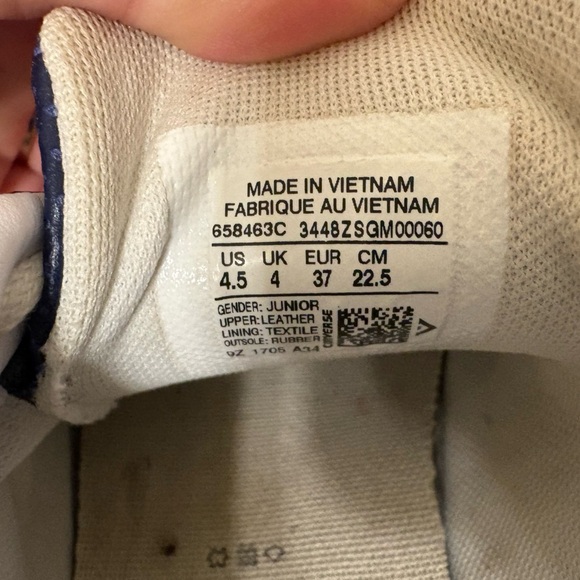 MADE IN VIETNAM
FABRIQUE AU VIETNAM
658463C 3448ZSGM00060
US UK EUR CM
4.5 4 37 22.5
GENDER: JUNIOR
UPPER:LEATHER
LINING: TEXTILE
OUTSOLE: RUBBER
9Z 1705 A34
CONVERSE
V